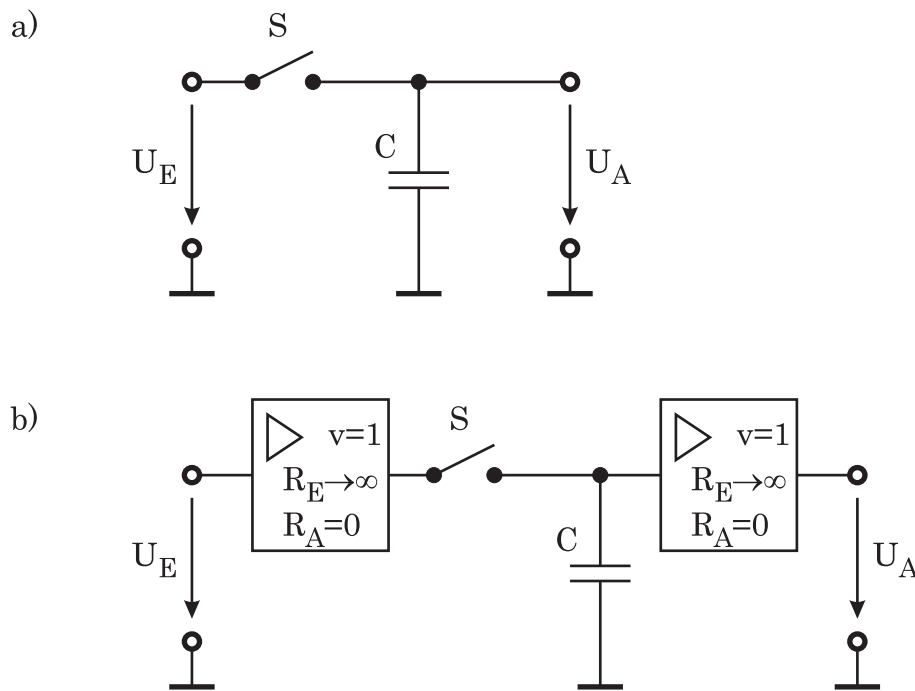 a)
S
C
U_E
U_A
b)
S
v=1
R_E→∞
R_A=0
v=1
R_E→∞
R_A=0
C
U_E
U_A